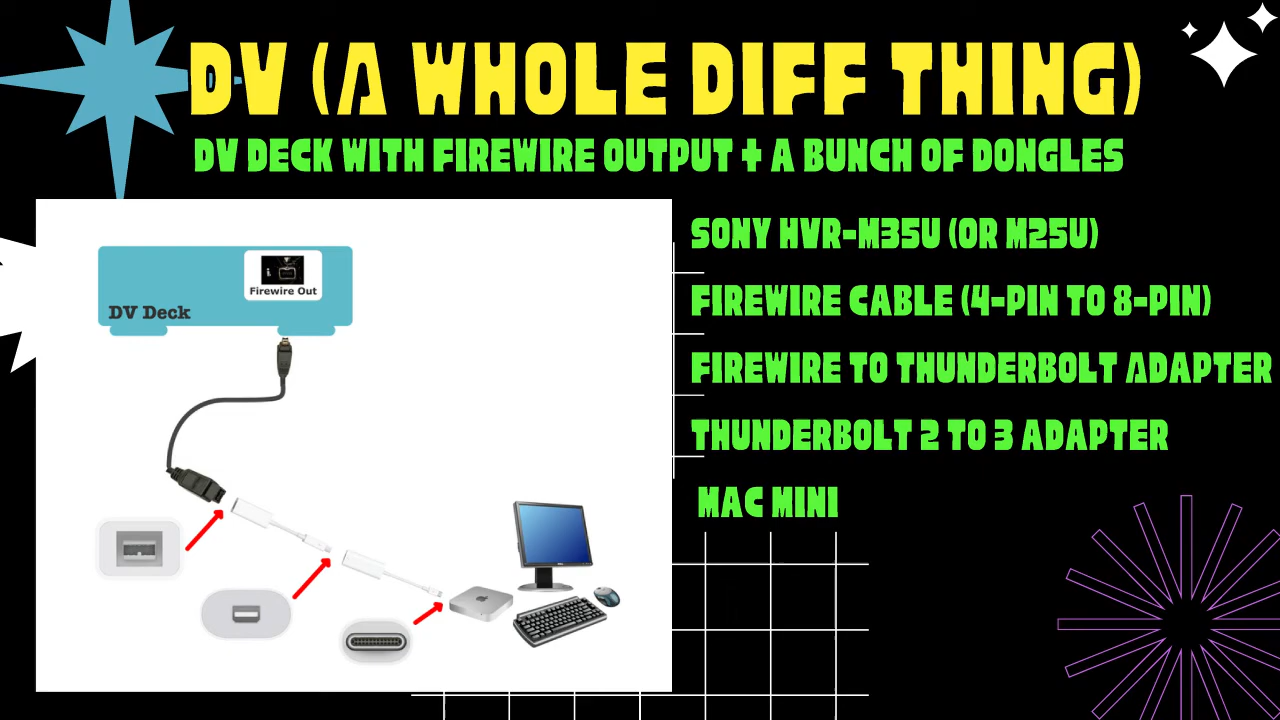 DV (A WHOLE DIFF THING)
DV DECK WITH FIREWIRE OUTPUT + A BUNCH OF DONGLES
Firewire Out
DV Deck
SONY HVR-M35U (OR M25U)
FIREWIRE CABLE (4-PIN TO 8-PIN)
FIREWIRE TO THUNDERBOLT ADAPTER
THUNDERBOLT 2 TO 3 ADAPTER
MAC MINI